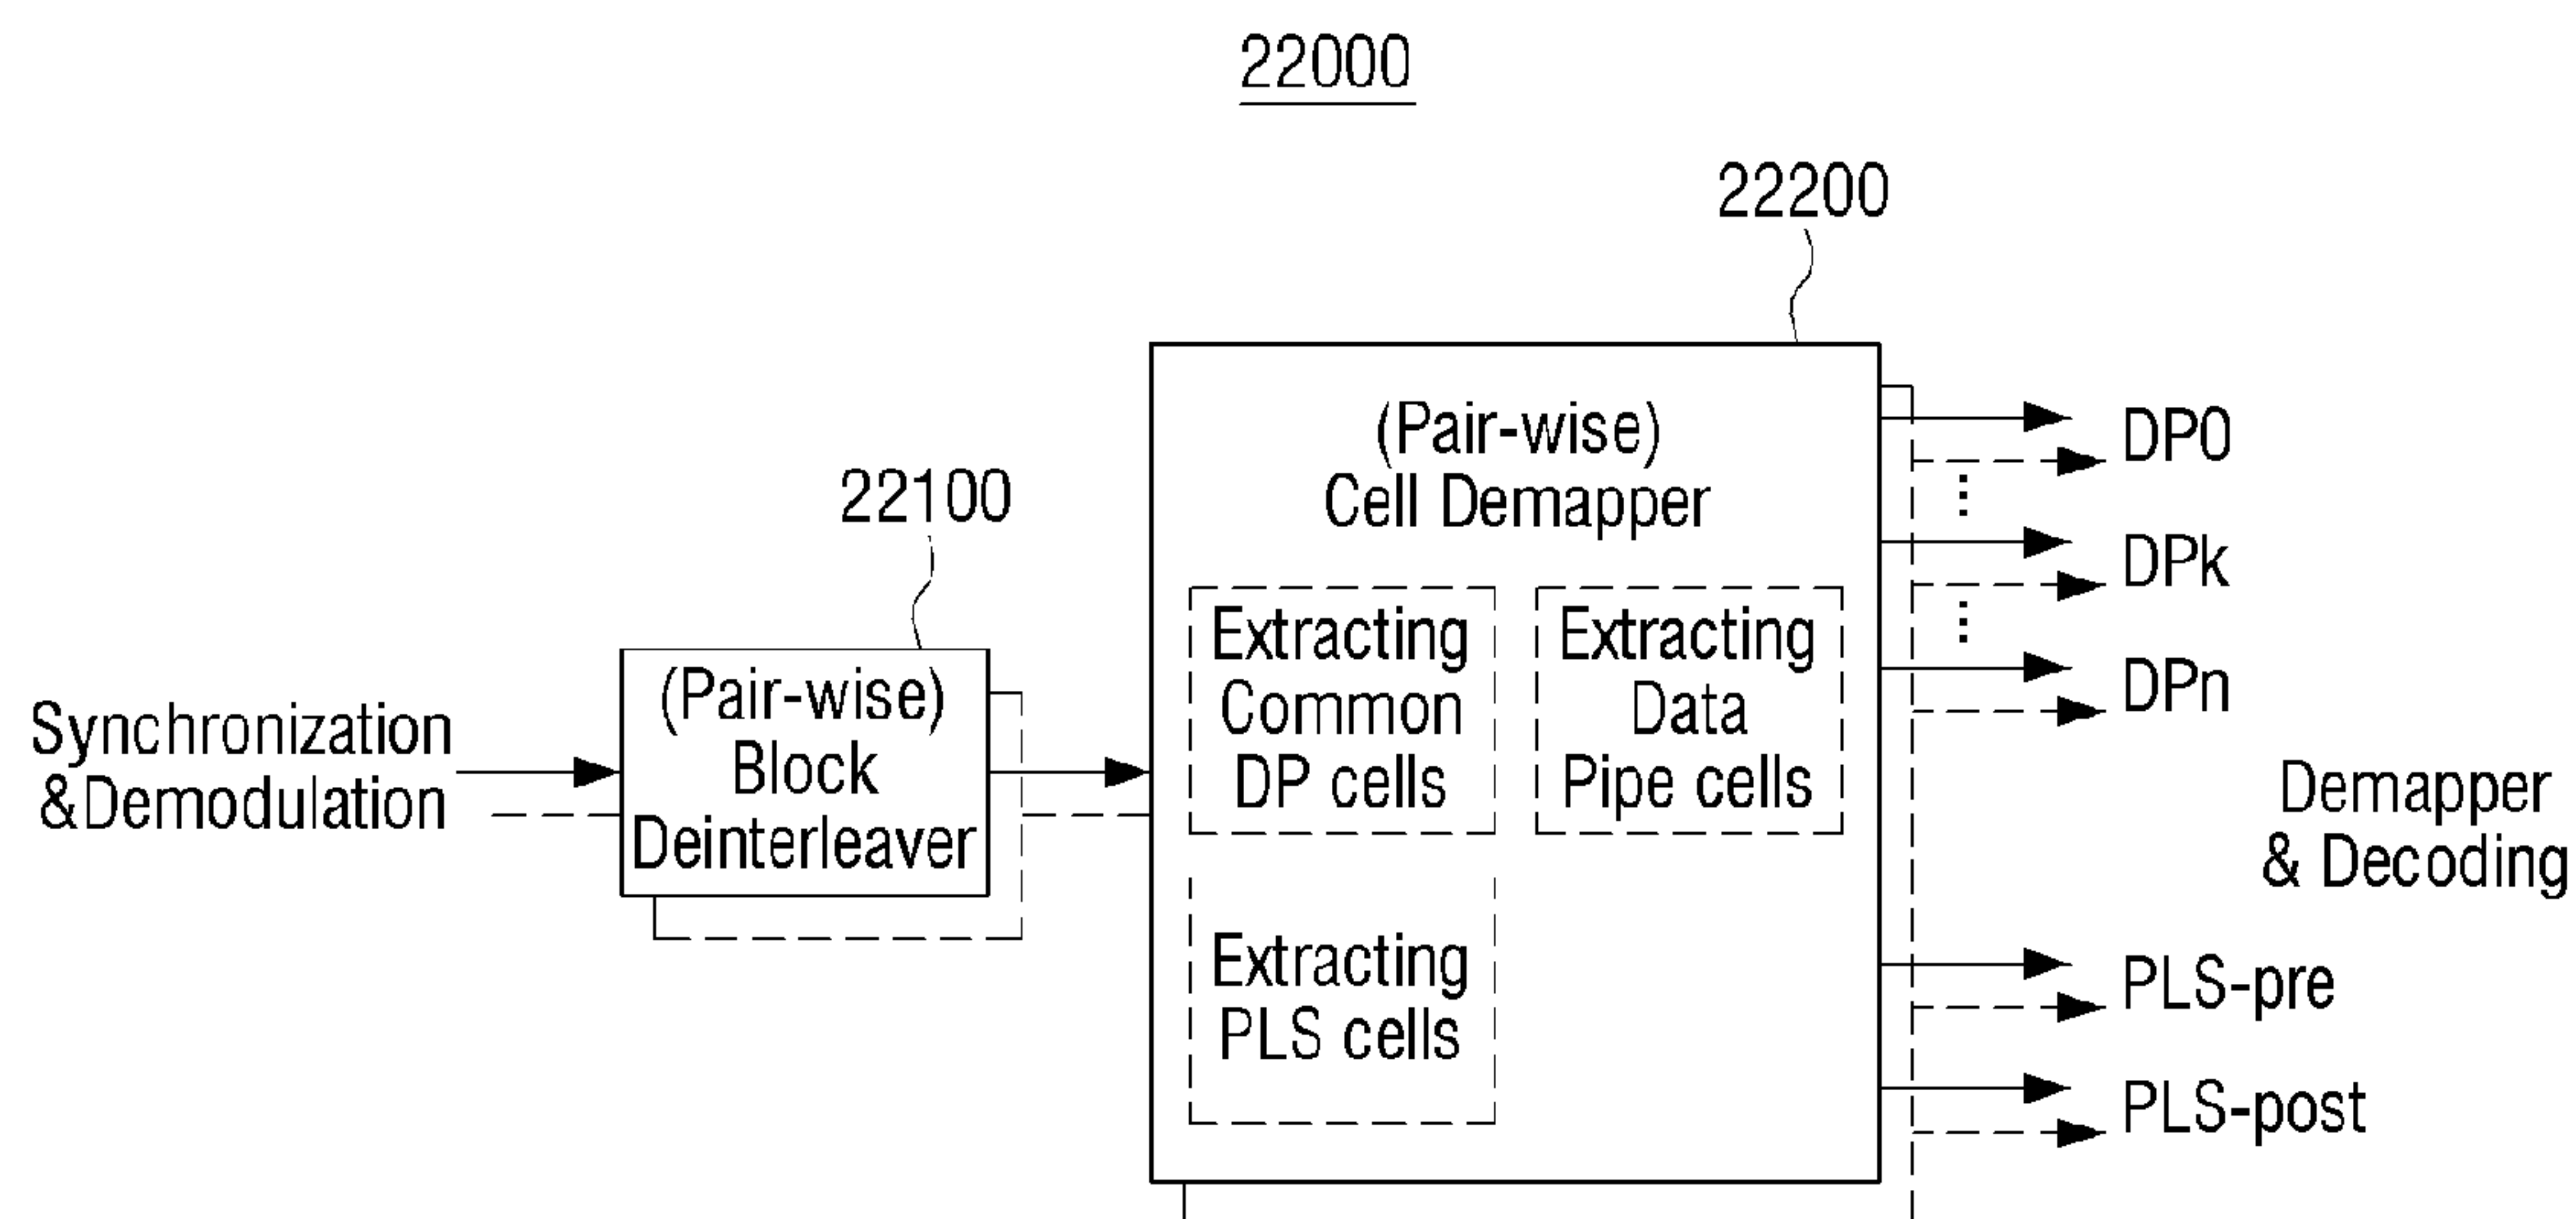 22000
22200
22100
Synchronization
&Demodulation
(Pair-wise)
Block
Deinterleaver
(Pair-wise)
Cell Demapper
Extracting
Common
DP cells
Extracting
Data
Pipe cells
Extracting
PLS cells
DP0
DPk
DPn
PLS-pre
PLS-post
Demapper
& Decoding